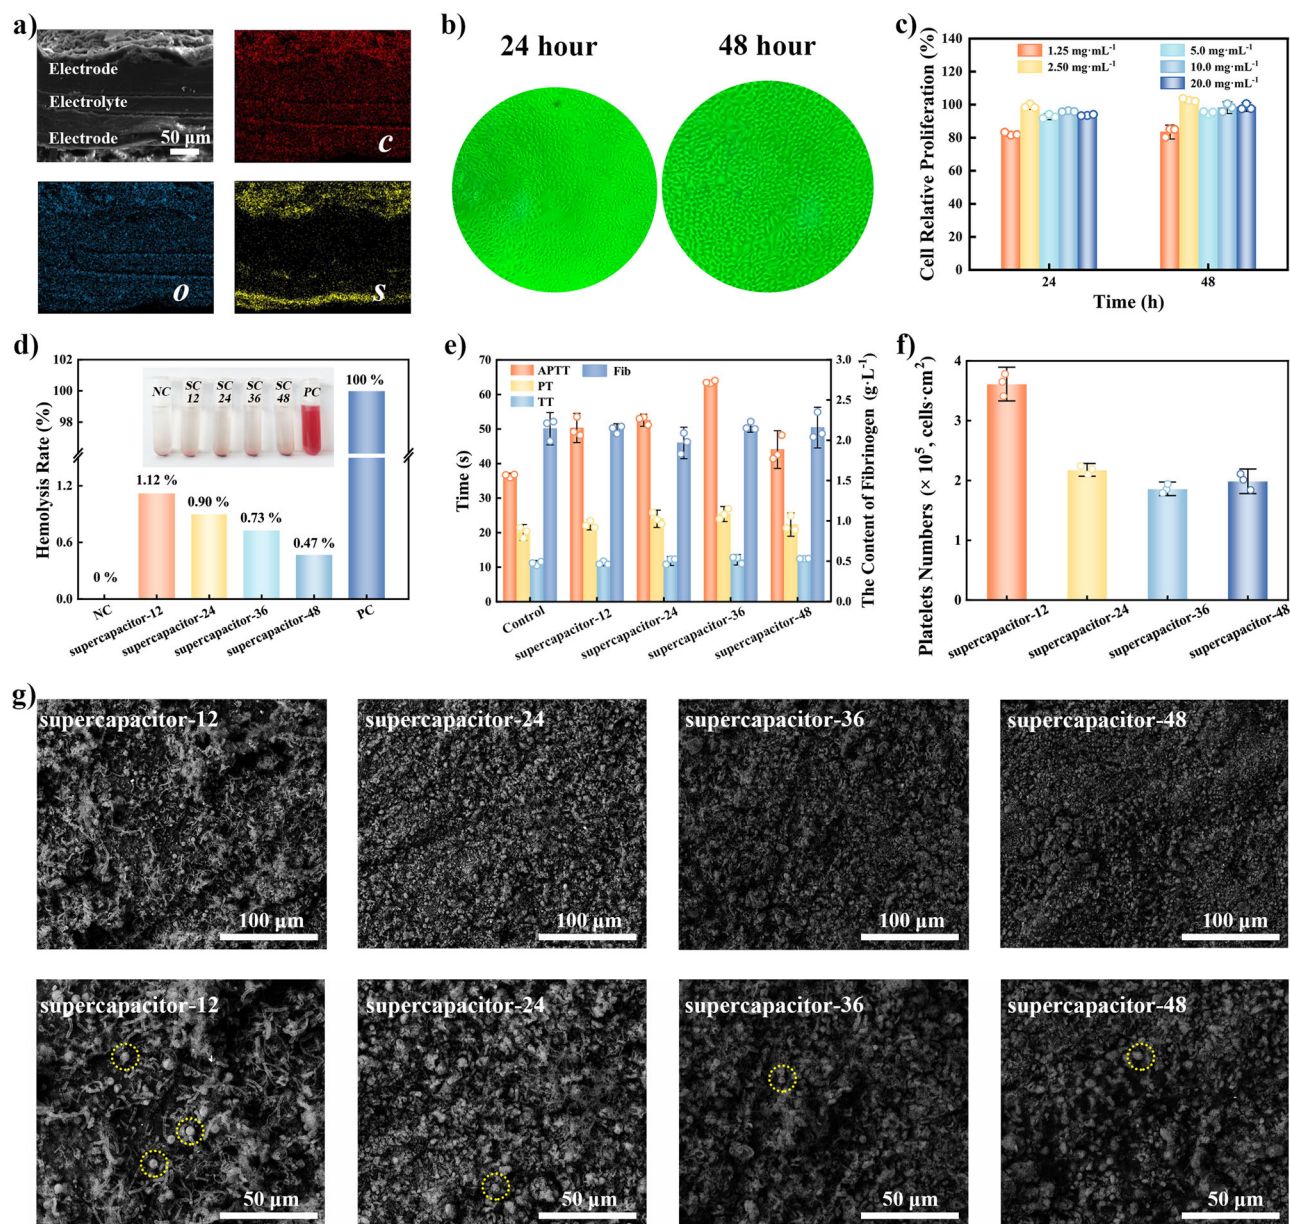 a)
Electrode
Electrolyte
Electrode
50 μm
C
O
S
b)
24 hour
48 hour
c)
Cell Relative Proliferation (%)
140
120
100
80
60
40
20
0
1.25 mg·mL⁻¹
2.50 mg·mL⁻¹
5.0 mg·mL⁻¹
10.0 mg·mL⁻¹
20.0 mg·mL⁻¹
24
48
Time (h)
d)
Hemolysis Rate (%)
102
100
98
1.2
0.6
0.0
NC
SC 12
SC 24
SC 36
SC 48
PC
0 %
1.12 %
0.90 %
0.73 %
0.47 %
100 %
NC
supercapacitor-12
supercapacitor-24
supercapacitor-36
supercapacitor-48
PC
e)
Time (s)
70
60
50
40
30
20
10
0
APTT
PT
TT
Fib
3.0
2.5
2.0
1.5
1.0
0.5
0.0
The Content of Fibrinogen (g·L⁻¹)
Control
supercapacitor-12
supercapacitor-24
supercapacitor-36
supercapacitor-48
f)
Platelets Numbers (× 10⁵, cells·cm²)
4
3
2
1
0
supercapacitor-12
supercapacitor-24
supercapacitor-36
supercapacitor-48
g)
supercapacitor-12
100 μm
supercapacitor-24
100 μm
supercapacitor-36
100 μm
supercapacitor-48
100 μm
supercapacitor-12
50 μm
supercapacitor-24
50 μm
supercapacitor-36
50 μm
supercapacitor-48
50 μm